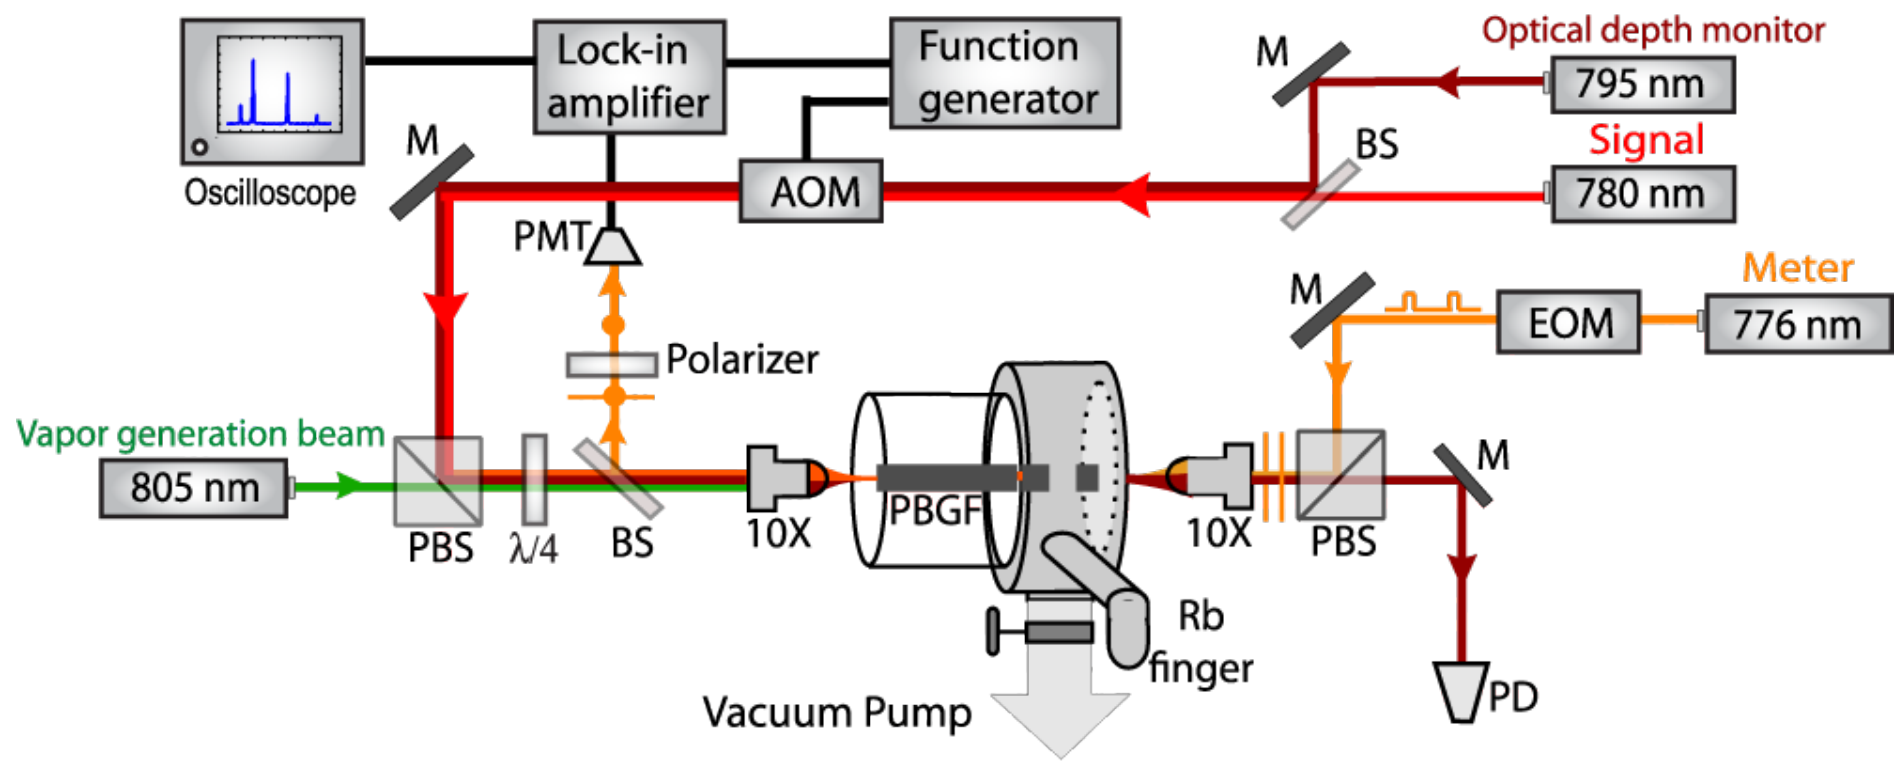 Oscilloscope
Lock-in
amplifier
Function
generator
M
Optical depth monitor
795 nm
Signal
780 nm
BS
M
AOM
PMT
Polarizer
M
EOM
Meter
776 nm
Vapor generation beam
805 nm
PBS
λ/4
BS
10X
PBGF
10X
PBS
M
Rb
finger
Vacuum Pump
PD